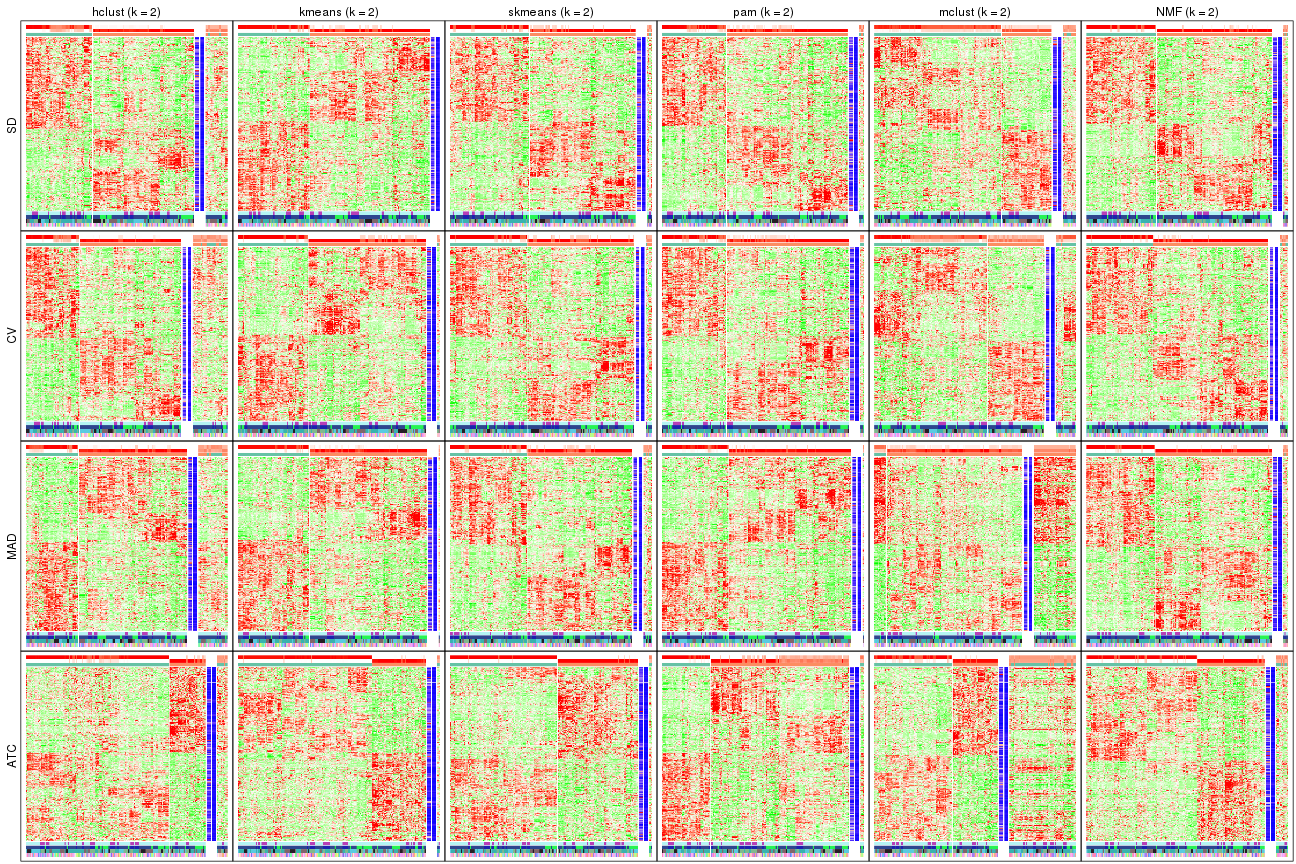 hclust (k = 2) kmeans (k = 2) skmeans (k = 2) pam (k = 2) mclust (k = 2) NMF (k = 2)
SD
CV
MAD
ATC